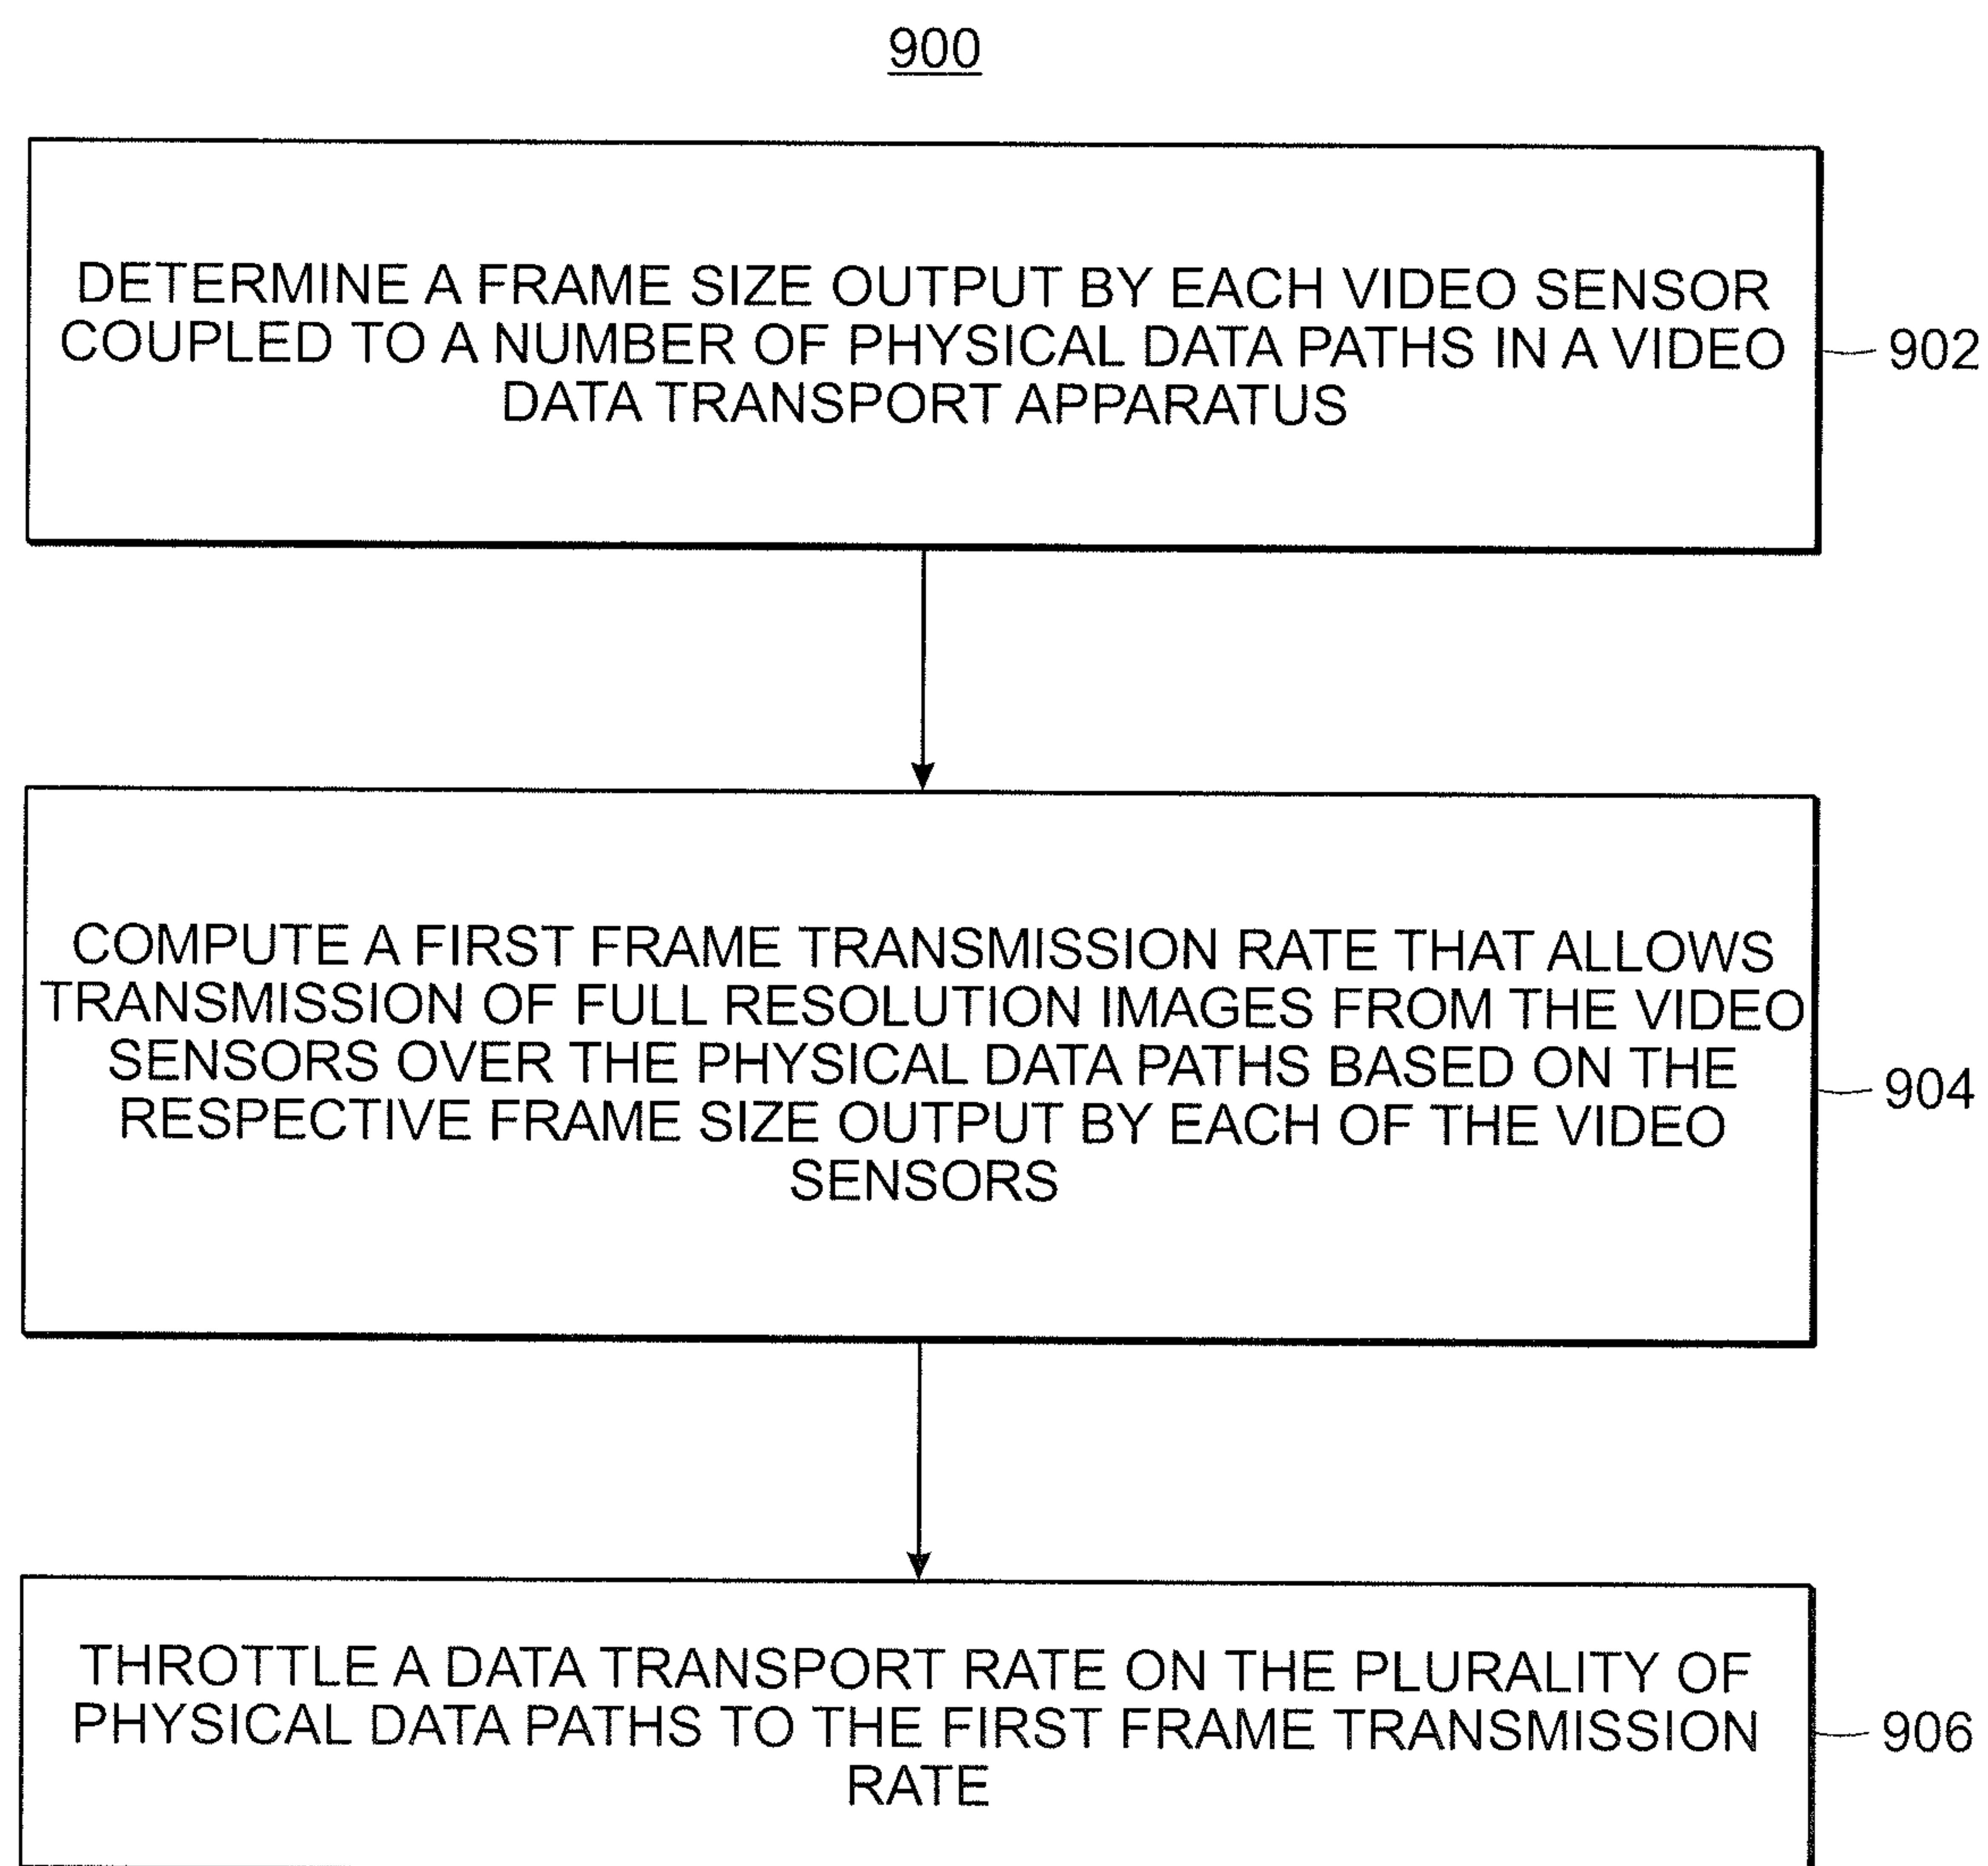 900
DETERMINE A FRAME SIZE OUTPUT BY EACH VIDEO SENSOR
COUPLED TO A NUMBER OF PHYSICAL DATA PATHS IN A VIDEO
DATA TRANSPORT APPARATUS
902
COMPUTE A FIRST FRAME TRANSMISSION RATE THAT ALLOWS
TRANSMISSION OF FULL RESOLUTION IMAGES FROM THE VIDEO
SENSORS OVER THE PHYSICAL DATA PATHS BASED ON THE
RESPECTIVE FRAME SIZE OUTPUT BY EACH OF THE VIDEO
SENSORS
904
THROTTLE A DATA TRANSPORT RATE ON THE PLURALITY OF
PHYSICAL DATA PATHS TO THE FIRST FRAME TRANSMISSION
RATE
906